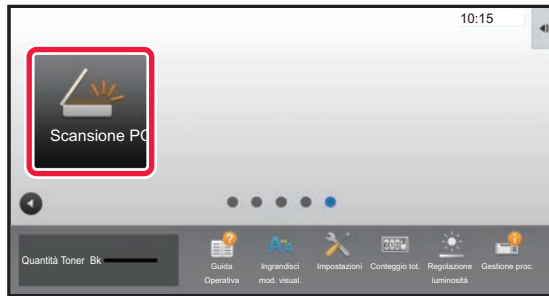 10:15
Scansione PC
Quantità Toner Bk
Guida
Operativa
Ingrandisci
mod. visual.
Impostazioni
Conteggio tot.
Regolazione
luminosità
Gestione proc.